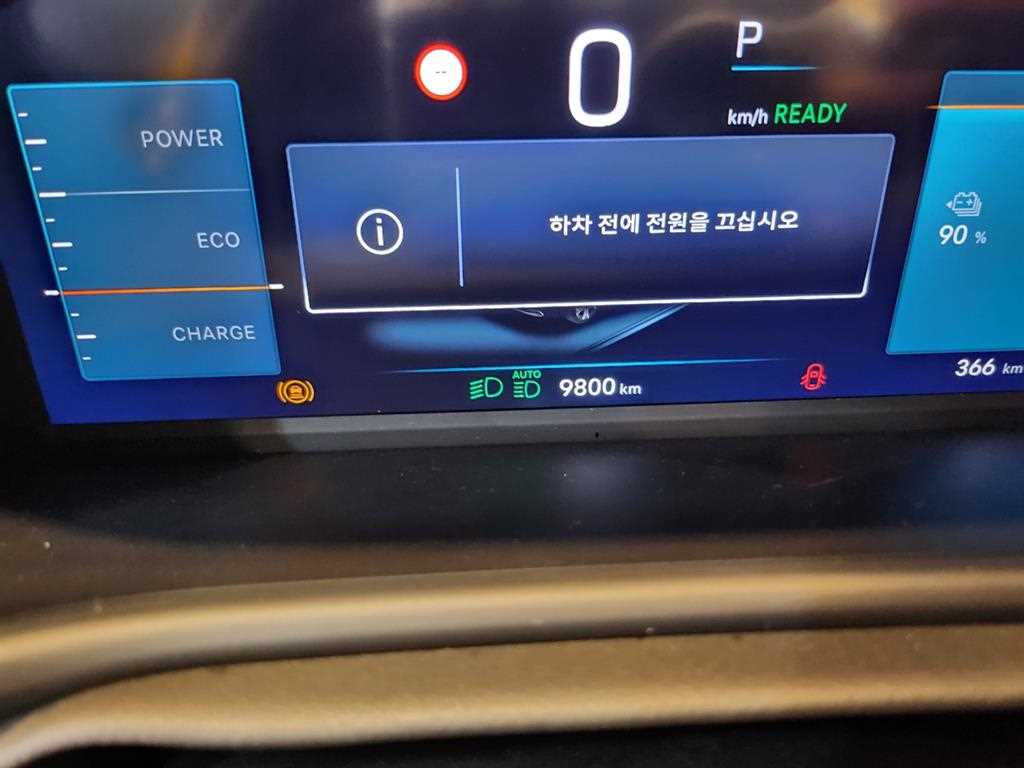 --
0
P
km/h READY
POWER
ECO
CHARGE
하차 전에 전원을 끄십시오
90 %
AUTO
9800 km
366 km